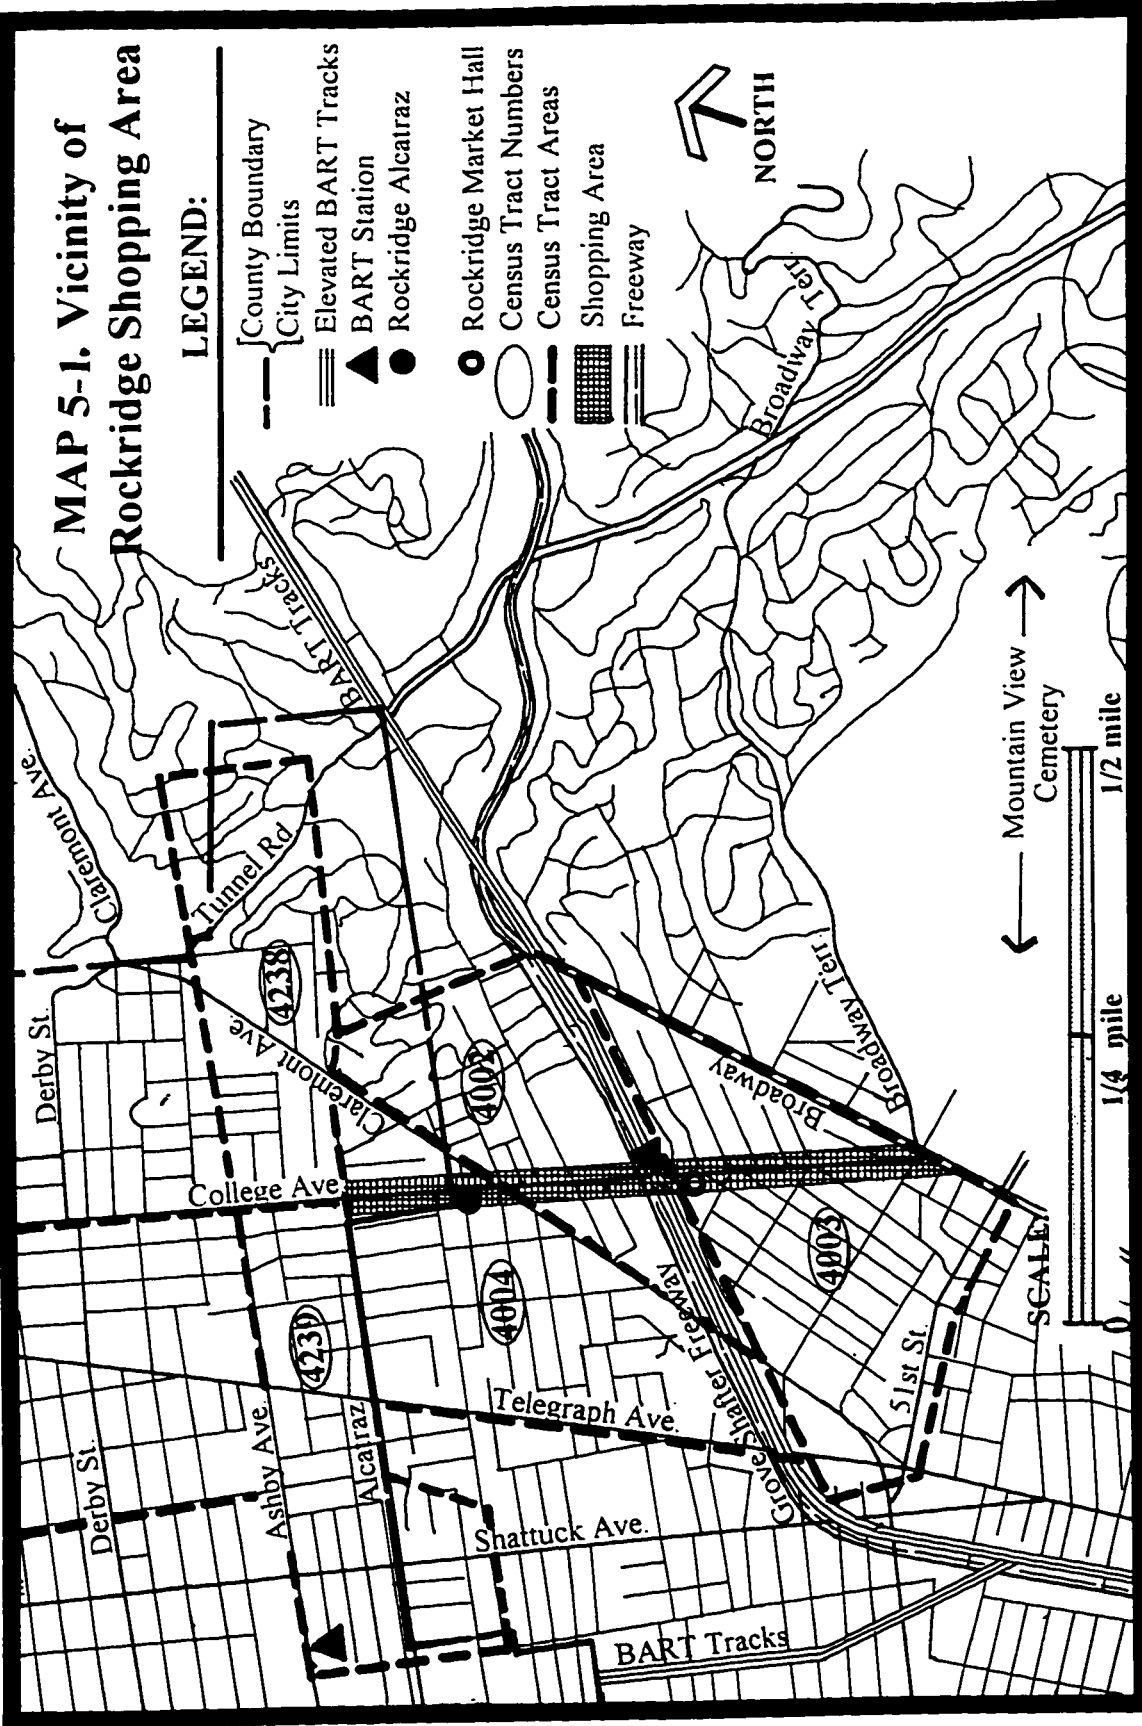 MAP 5-1. Vicinity of
Rockridge Shopping Area
LEGEND:
County Boundary
City Limits
Elevated BART Tracks
BART Station
Rockridge Alcatraz
Rockridge Market Hall
Census Tract Numbers
Census Tract Areas
Shopping Area
Freeway
NORTH
Claremont Ave.
Derby St.
Tunnel Rd.
BART Tracks
Broadway Terr.
4238
Claremont Ave.
4002
College Ave.
Broadway
Broadway Terr.
Mountain View
Cemetery
4239
4004
4003
Derby St.
Ashby Ave.
Alcatraz
Telegraph Ave.
Grove Shafter Freeway
51st St.
Shattuck Ave.
BART Tracks
SCALE:
0
1/4 mile
1/2 mile